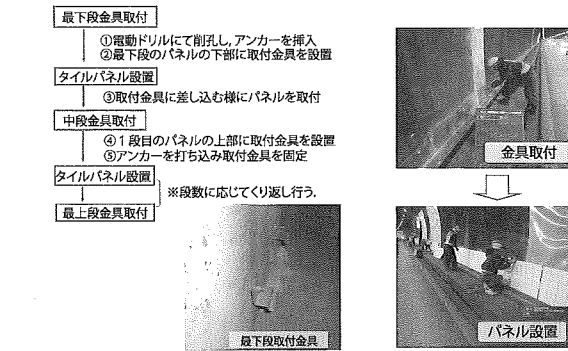 最下段金具取付
①電動ドリルにて削孔し,アンカーを挿入
②最下段のパネルの下部に取付金具を設置
タイルパネル設置
③取付金具に差し込む様にパネルを取付
中段金具取付
④1段目のパネルの上部に取付金具を設置
⑤アンカーを打ち込み取付金具を固定
タイルパネル設置
※段数に応じてくり返し行う.
最上段金具取付
最下段取付金具
金具取付
パネル設置